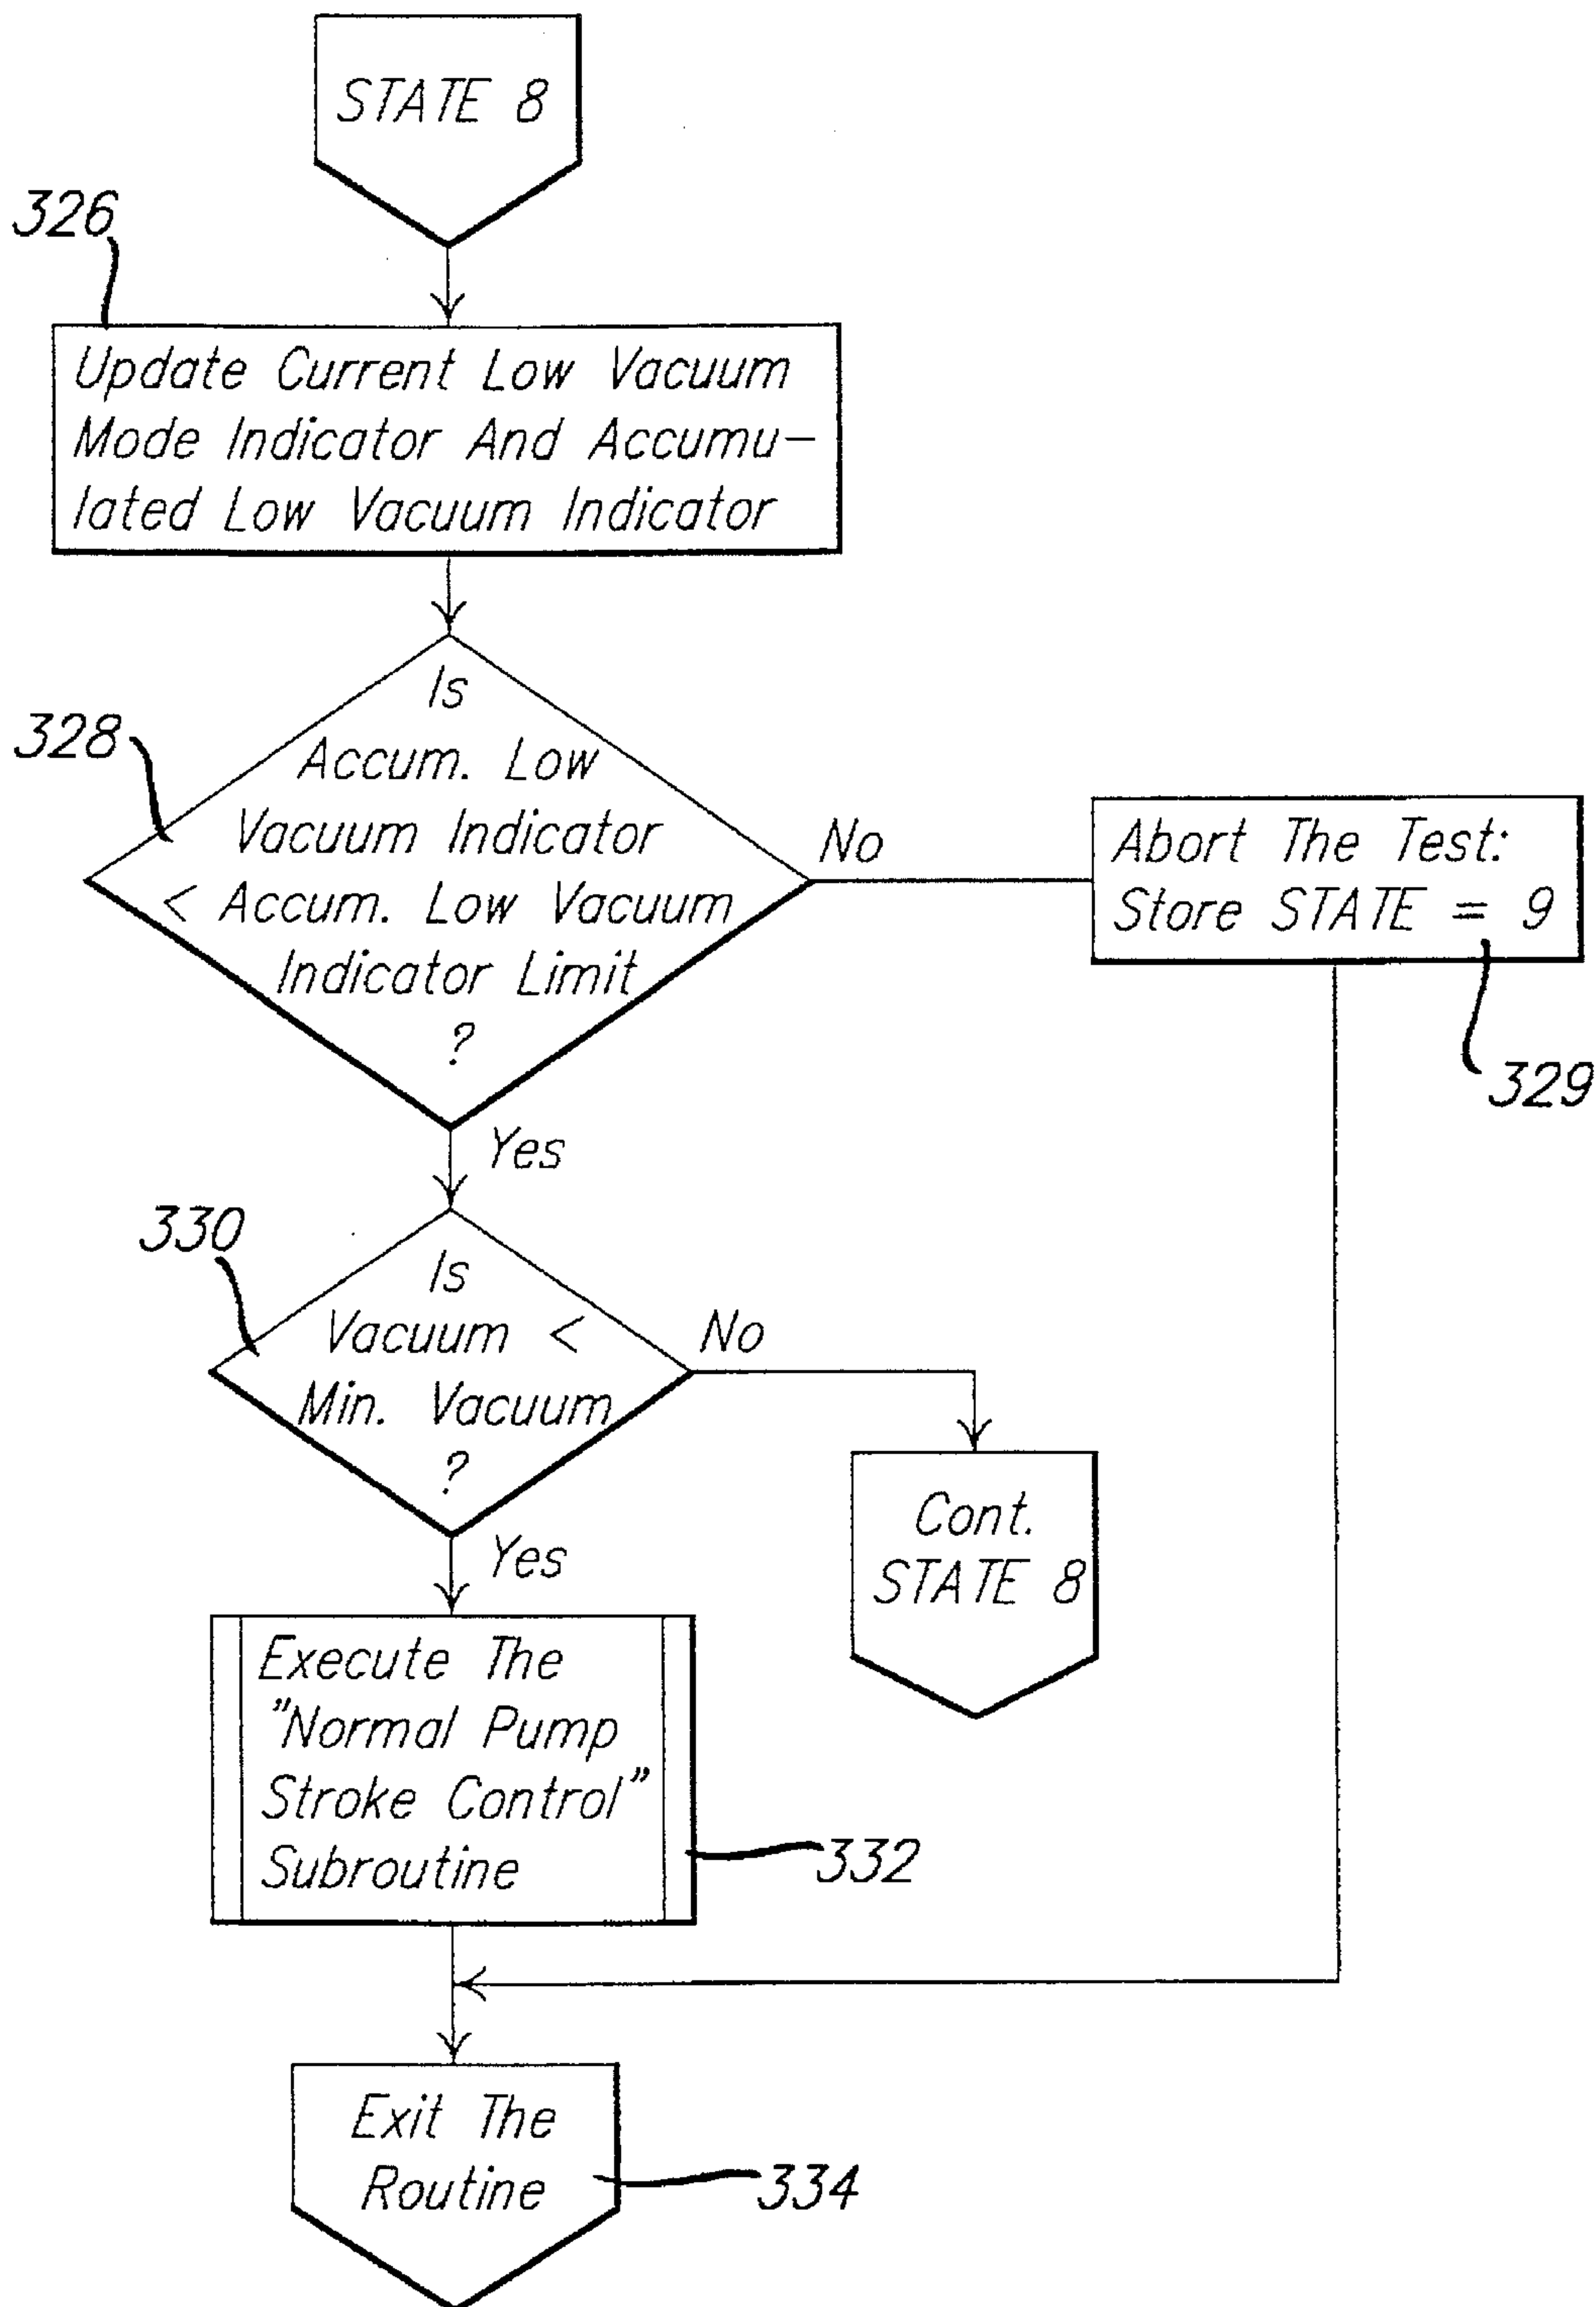 STATE 8
326
Update Current Low Vacuum
Mode Indicator And Accumu-
lated Low Vacuum Indicator
328
Is
Accum. Low
Vacuum Indicator
< Accum. Low Vacuum
Indicator Limit
?
No
Abort The Test:
Store STATE = 9
329
Yes
330
Is
Vacuum <
Min. Vacuum
?
No
Cont.
STATE 8
Yes
Execute The
"Normal Pump
Stroke Control"
Subroutine
332
Exit The
Routine
334